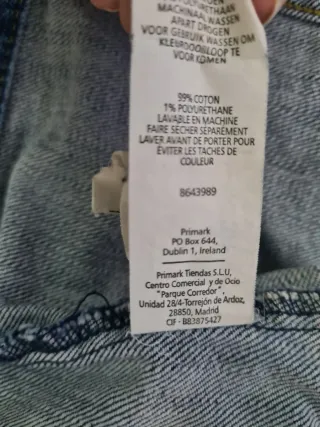 MACHINAAL WASSEN
APART DROGEN
VOOR GEBRUIK WASSEN OM
KLEURDOORLOOP TE
VOORKOMEN
99% COTON
1% POLYURETHANE
LAVABLE EN MACHINE
FAIRE SECHER SEPARÉMENT
LAVER AVANT DE PORTER POUR
ÉVITER LES TACHES DE
COULEUR
8643989
Primark
PO Box 644,
Dublin 1, Ireland
Primark Tiendas S.L.U,
Centro Comercial y de Ocio
"Parque Corredor",
Unidad 28/4-Torrejón de Ardoz,
28850, Madrid
CIF - B83875427